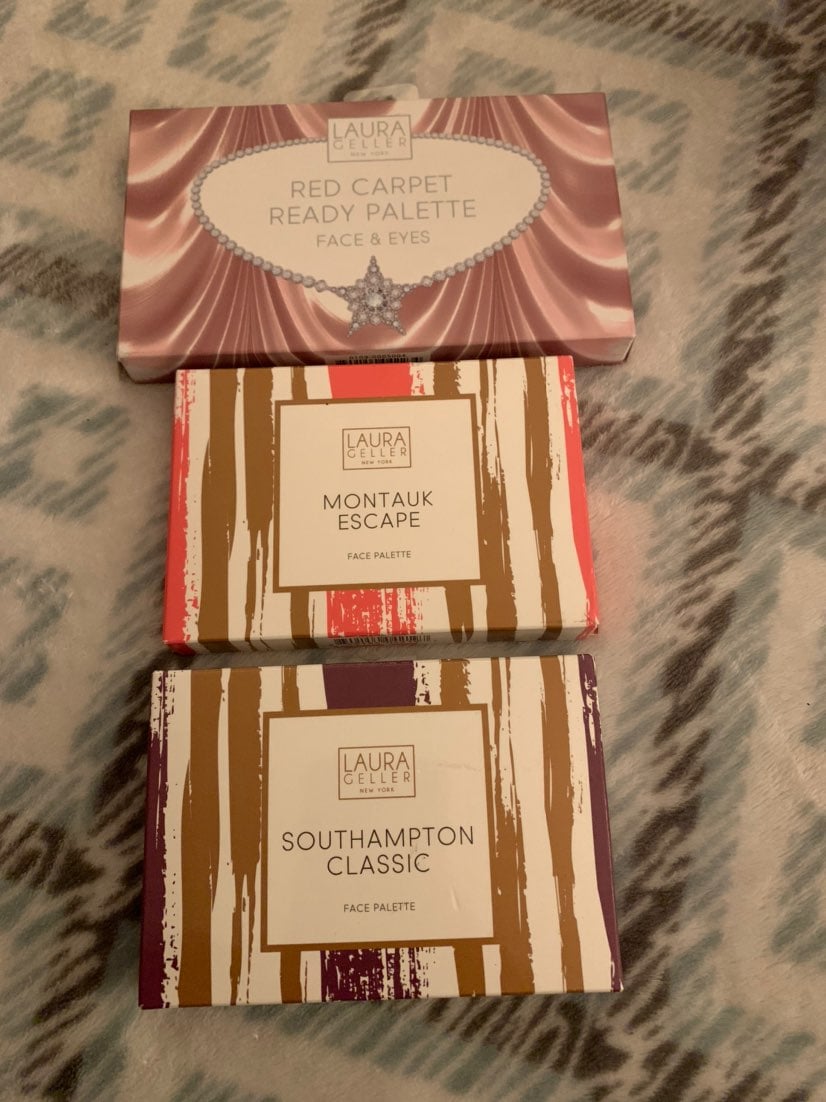 LAURA
GELLER
NEW YORK
RED CARPET
READY PALETTE
FACE & EYES
LAURA
GELLER
NEW YORK
MONTAUK
ESCAPE
FACE PALETTE
LAURA
GELLER
NEW YORK
SOUTHAMPTON
CLASSIC
FACE PALETTE